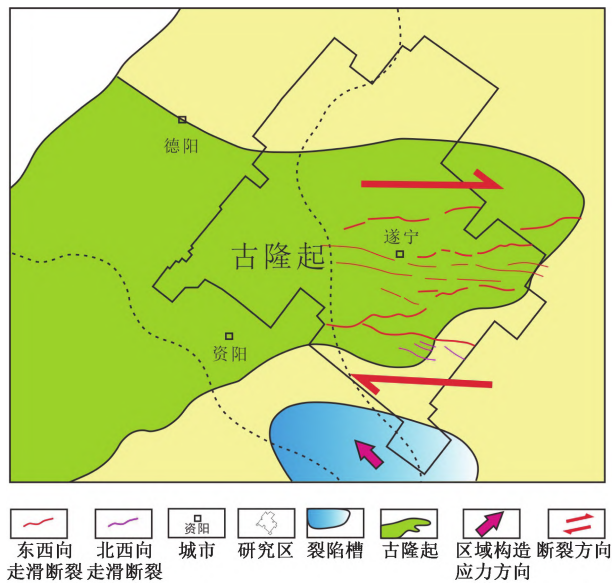 德阳
遂宁
古隆起
资阳
资阳
东西向
走滑断裂
北西向
走滑断裂
城市
研究区
裂陷槽
古隆起
区域构造
应力方向
断裂方向